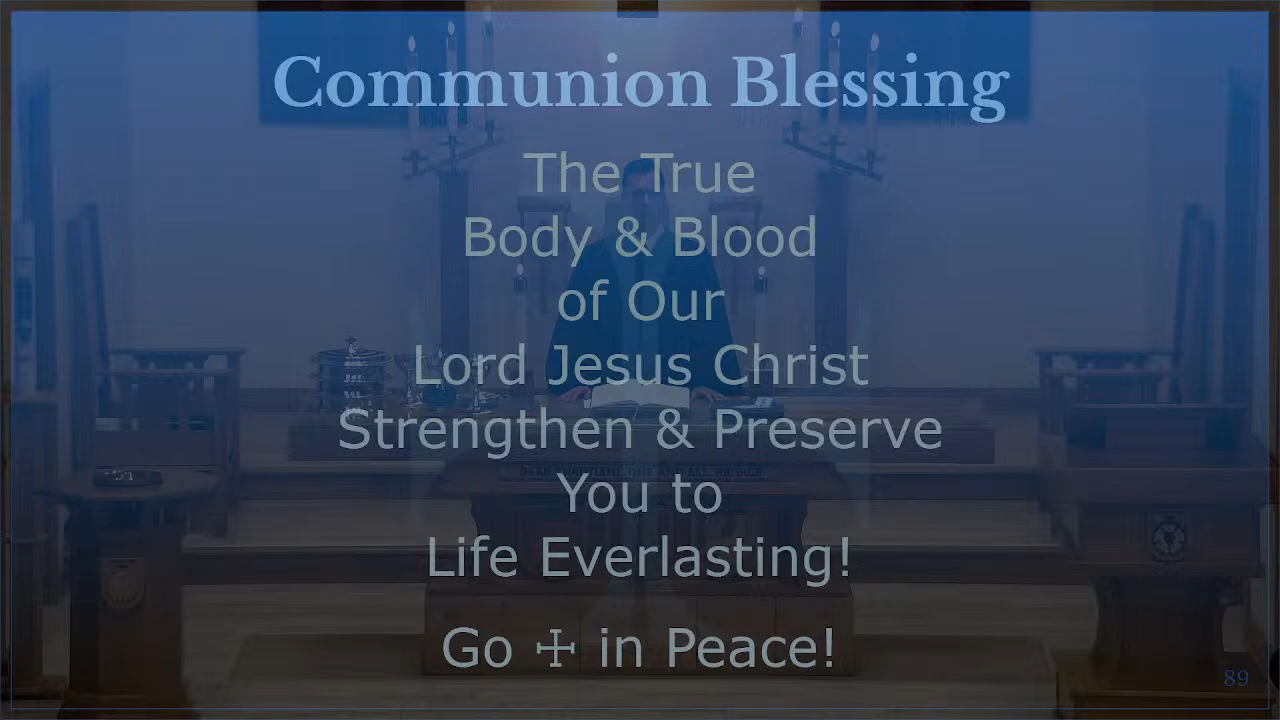 Communion Blessing
The True
Body & Blood
of Our
Lord Jesus Christ
Strengthen & Preserve
You to
Life Everlasting!
Go ☩ in Peace!
89